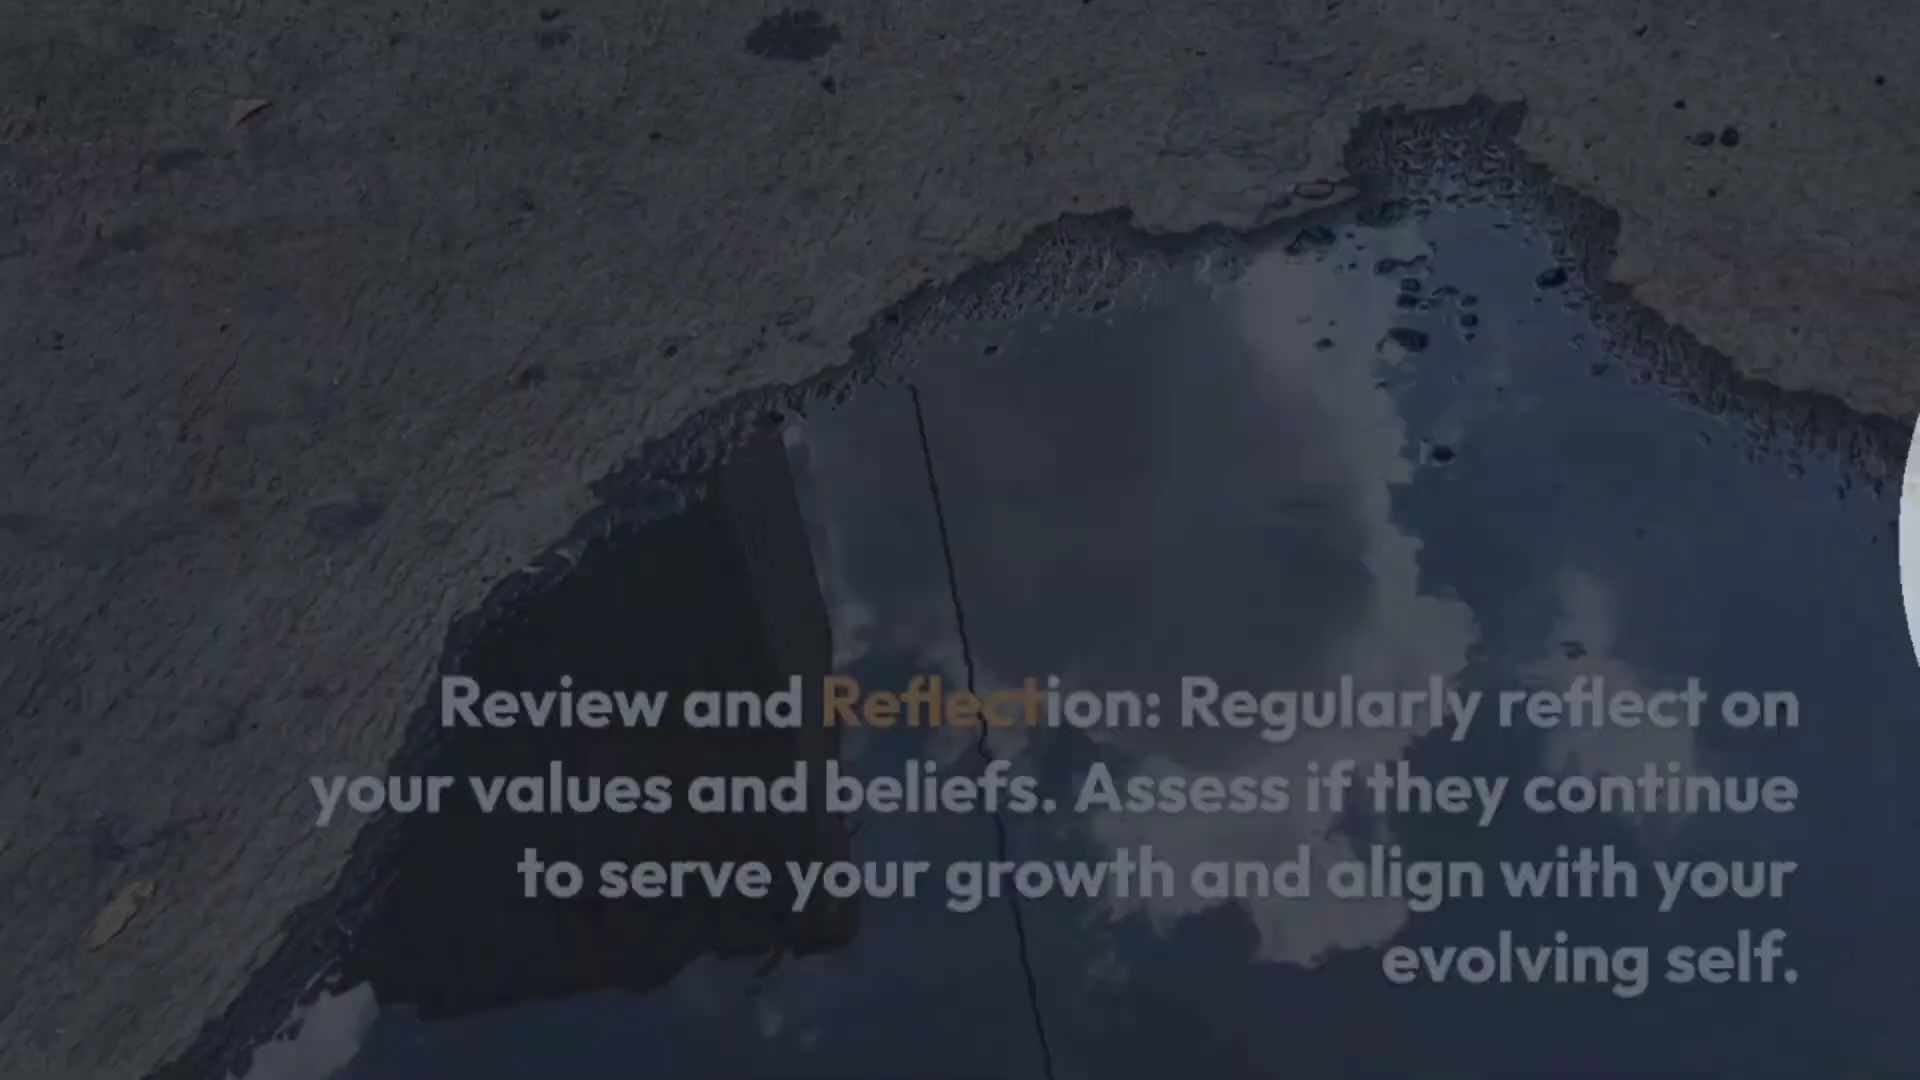 Review and Reflection: Regularly reflect on
your values and beliefs. Assess if they continue
to serve your growth and align with your
evolving self.